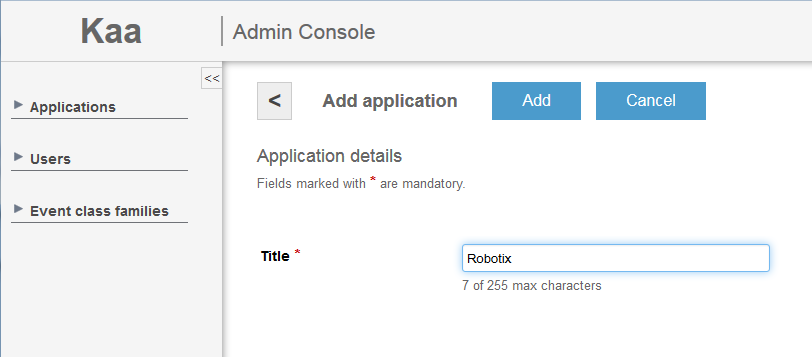 Kaa
Admin Console
<<
Applications
Users
Event class families
<
Add application
Add
Cancel
Application details
Fields marked with * are mandatory.
Title *
Robotix
7 of 255 max characters